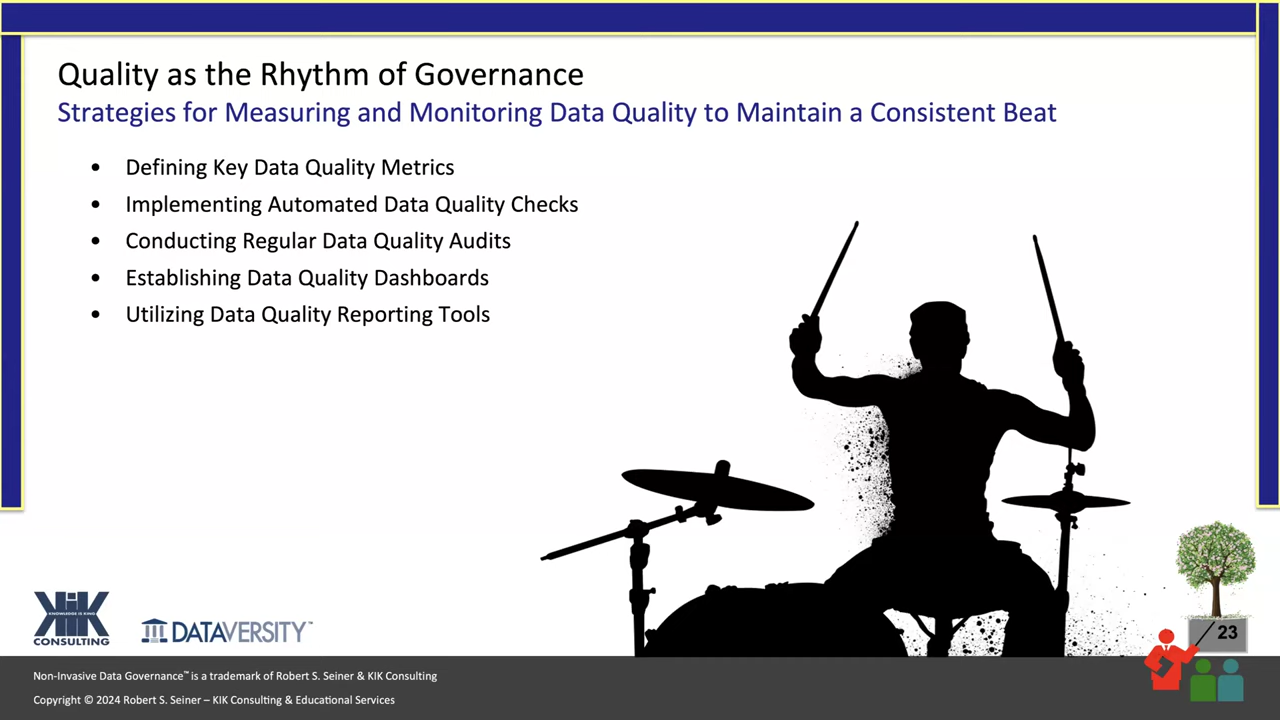 Quality as the Rhythm of Governance
Strategies for Measuring and Monitoring Data Quality to Maintain a Consistent Beat
• Defining Key Data Quality Metrics
• Implementing Automated Data Quality Checks
• Conducting Regular Data Quality Audits
• Establishing Data Quality Dashboards
• Utilizing Data Quality Reporting Tools
KIK
KNOWLEDGE IS KING
CONSULTING
DATAVERSITY™
23
Non-Invasive Data Governance™ is a trademark of Robert S. Seiner & KIK Consulting
Copyright © 2024 Robert S. Seiner – KIK Consulting & Educational Services